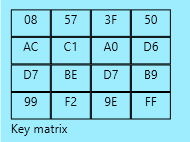 08 57 3F 50
AC C1 A0 D6
D7 BE D7 B9
99 F2 9E FF
Key matrix